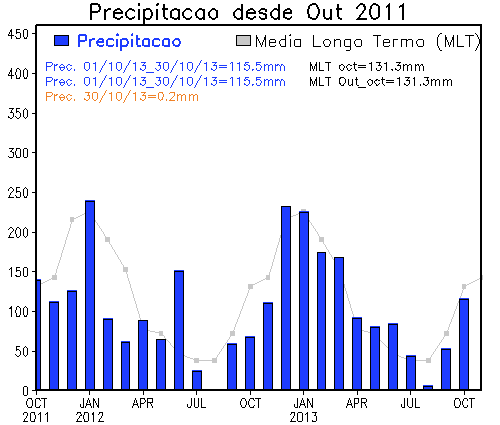 Precipitacao desde Out 2011
Precipitacao Media Longo Termo (MLT)
Prec. 01/10/13_30/10/13=115.5mm MLT oct=131.3mm
Prec. 01/10/13_30/10/13=115.5mm MLT Out_oct=131.3mm
Prec. 30/10/13=0.2mm
450
400
350
300
250
200
150
100
50
0
OCT JAN APR JUL OCT JAN APR JUL OCT
2011 2012 2013